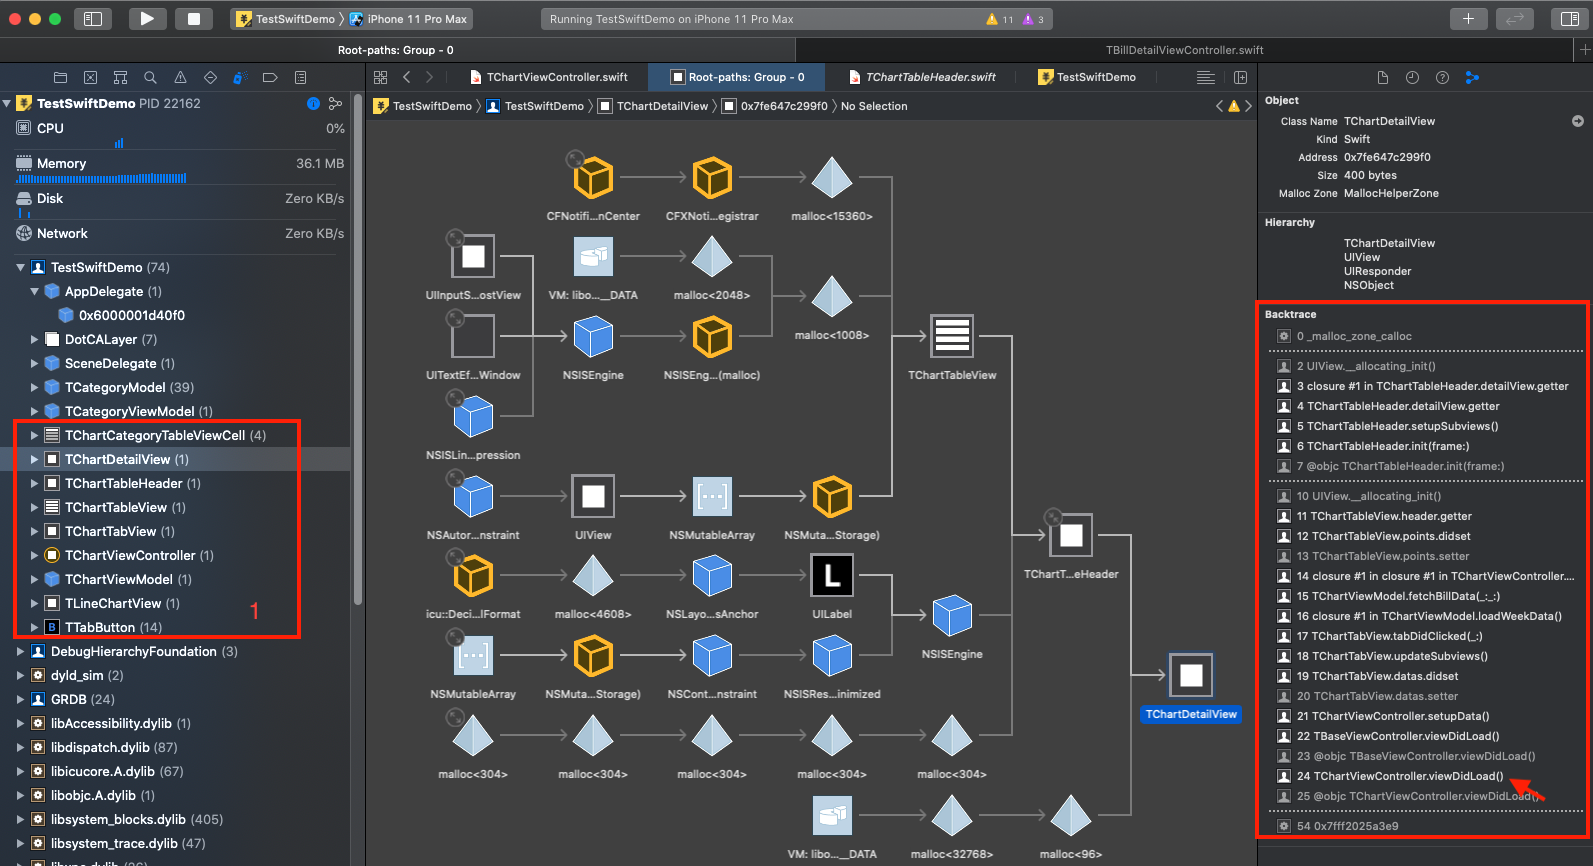 TestSwiftDemo 〉 iPhone 11 Pro Max
Running TestSwiftDemo on iPhone 11 Pro Max
11
3
Root-paths: Group - 0
TBillDetailViewController.swift
TChartViewController.swift
Root-paths: Group - 0
TChartTableHeader.swift
TestSwiftDemo
TestSwiftDemo 〉 TestSwiftDemo 〉 TChartDetailView 〉 0x7fe647c299f0 〉 No Selection
TestSwiftDemo PID 22162
CPU 0%
Memory 36.1 MB
Disk Zero KB/s
Network Zero KB/s
TestSwiftDemo (74)
AppDelegate (1)
0x6000001d40f0
DotCALayer (7)
SceneDelegate (1)
TCategoryModel (39)
TCategoryViewModel (1)
TChartCategoryTableViewCell (4)
TChartDetailView (1)
TChartTableHeader (1)
TChartTableView (1)
TChartTabView (1)
TChartViewController (1)
TChartViewModel (1)
TLineChartView (1)
1
B TTabButton (14)
DebugHierarchyFoundation (3)
dyld_sim (2)
GRDB (24)
libAccessibility.dylib (1)
libdispatch.dylib (87)
libicucore.A.dylib (67)
libobjc.A.dylib (1)
libsystem_blocks.dylib (405)
libsystem_trace.dylib (47)
CFNotifi...nCenter
CFXNoti...egistrar
malloc<15360>
UIInputS...ostView
VM: libo...__DATA
malloc<2048>
malloc<1008>
UITextEf...Window
NSISEngine
NSISEng...(malloc)
TChartTableView
NSISLin...pression
NSAutor...nstraint
UIView
NSMutableArray
NSMuta...Storage)
TChartT...eHeader
icu::Deci...lFormat
malloc<4608>
NSLayo...sAnchor
L
UILabel
NSISEngine
NSMutableArray
NSMuta...Storage)
NSCont...nstraint
NSISRes...inimized
TChartDetailView
malloc<304>
malloc<304>
malloc<304>
malloc<304>
malloc<304>
VM: libo...__DATA
malloc<32768>
malloc<96>
Object
Class Name TChartDetailView
Kind Swift
Address 0x7fe647c299f0
Size 400 bytes
Malloc Zone MallocHelperZone
Hierarchy
TChartDetailView
UIView
UIResponder
NSObject
Backtrace
0 _malloc_zone_calloc
2 UIView.__allocating_init()
3 closure #1 in TChartTableHeader.detailView.getter
4 TChartTableHeader.detailView.getter
5 TChartTableHeader.setupSubviews()
6 TChartTableHeader.init(frame:)
7 @objc TChartTableHeader.init(frame:)
10 UIView.__allocating_init()
11 TChartTableView.header.getter
12 TChartTableView.points.didset
13 TChartTableView.points.setter
14 closure #1 in closure #1 in TChartViewController....
15 TChartViewModel.fetchBillData(_:_:)
16 closure #1 in TChartViewModel.loadWeekData()
17 TChartTabView.tabDidClicked(_:)
18 TChartTabView.updateSubviews()
19 TChartTabView.datas.didset
20 TChartTabView.datas.setter
21 TChartViewController.setupData()
22 TBaseViewController.viewDidLoad()
23 @objc TBaseViewController.viewDidLoad()
24 TChartViewController.viewDidLoad()
25 @objc TChartViewController.viewDidLoad()
54 0x7fff2025a3e9